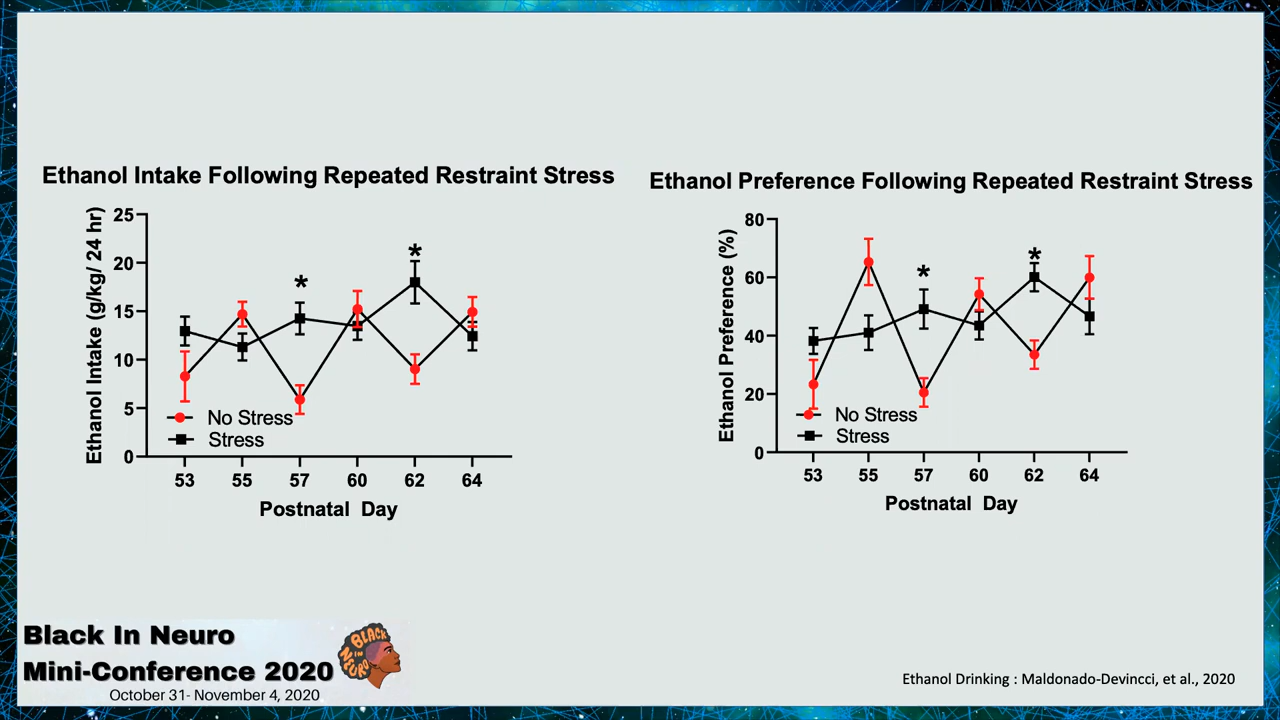 Ethanol Intake Following Repeated Restraint Stress
Ethanol Intake (g/kg/ 24 hr)
25
20
15
10
5
0
*
*
No Stress
Stress
53 55 57 60 62 64
Postnatal Day
Ethanol Preference Following Repeated Restraint Stress
Ethanol Preference (%)
80
60
40
20
0
*
*
No Stress
Stress
53 55 57 60 62 64
Postnatal Day
Black In Neuro
Mini-Conference 2020
October 31- November 4, 2020
BLACK
IN
NEURO
Ethanol Drinking : Maldonado-Devincci, et al., 2020